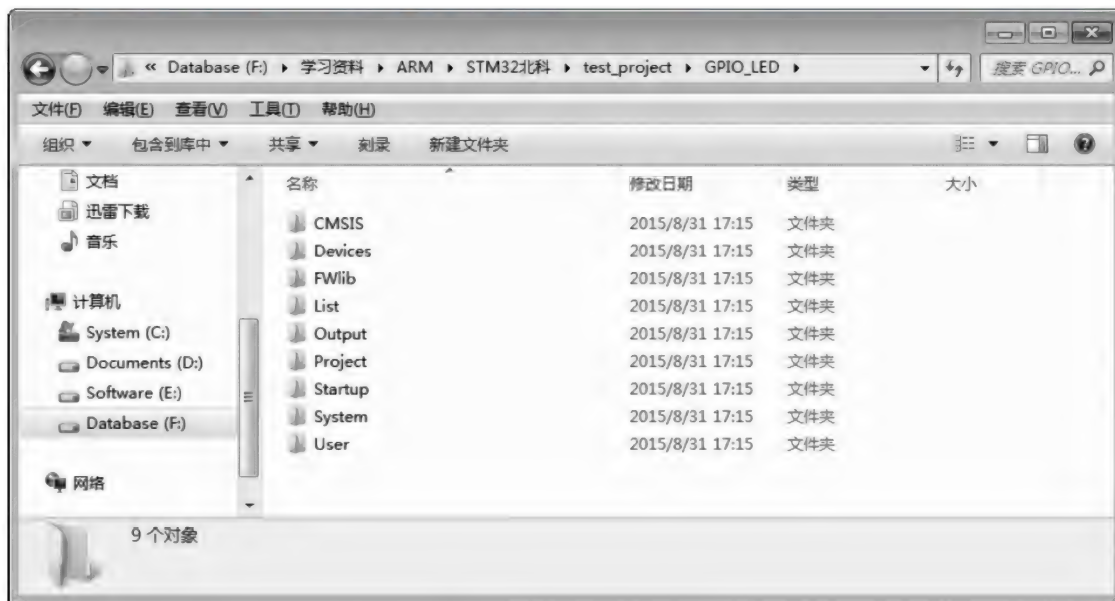 « Database (F:) ▸ 学习资料 ▸ ARM ▸ STM32北科 ▸ test_project ▸ GPIO_LED ▸ 搜索 GPIO...
文件(F) 编辑(E) 查看(V) 工具(T) 帮助(H)
组织 ▼ 包含到库中 ▼ 共享 ▼ 刻录 新建文件夹
文档
迅雷下载
音乐
计算机
System (C:)
Documents (D:)
Software (E:)
Database (F:)
网络
名称 修改日期 类型 大小
CMSIS 2015/8/31 17:15 文件夹
Devices 2015/8/31 17:15 文件夹
FWlib 2015/8/31 17:15 文件夹
List 2015/8/31 17:15 文件夹
Output 2015/8/31 17:15 文件夹
Project 2015/8/31 17:15 文件夹
Startup 2015/8/31 17:15 文件夹
System 2015/8/31 17:15 文件夹
User 2015/8/31 17:15 文件夹
9 个对象